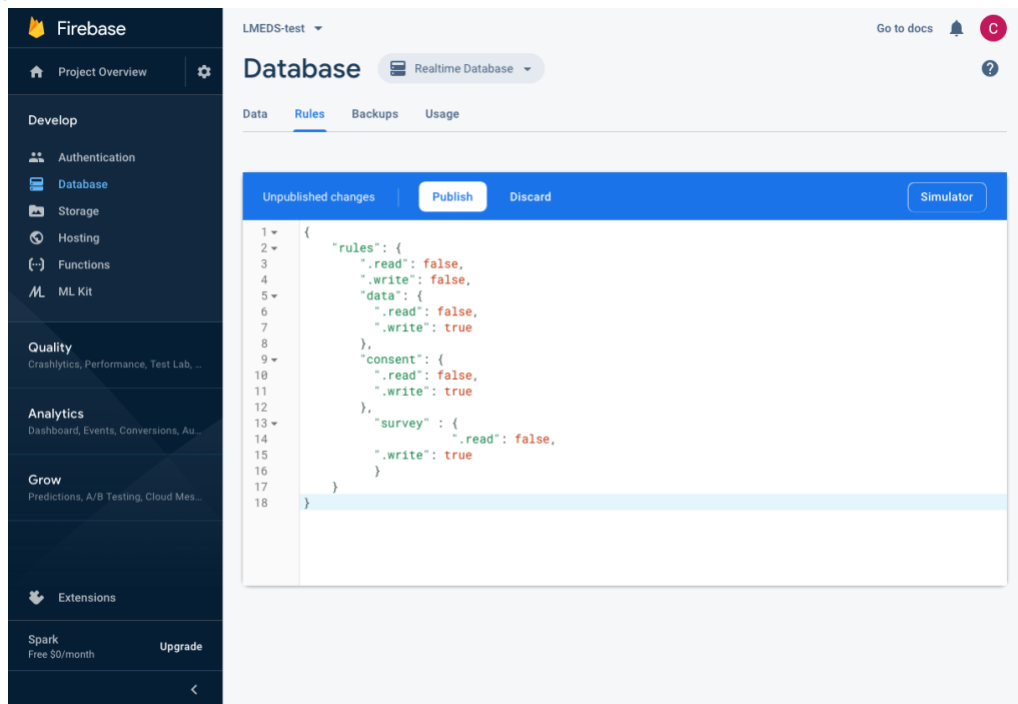 Firebase
LMEDS-test
Go to docs
C
Project Overview
Database
Realtime Database
?
Develop
Data Rules Backups Usage
Authentication
Database
Storage
Hosting
Functions
ML Kit
Quality
Crashlytics, Performance, Test Lab, ...
Analytics
Dashboard, Events, Conversions, Au...
Grow
Predictions, A/B Testing, Cloud Mes...
Extensions
Spark
Free $0/month
Upgrade
Unpublished changes Publish Discard Simulator
1 {
2 "rules": {
3 ".read": false,
4 ".write": false,
5 "data": {
6 ".read": false,
7 ".write": true
8 },
9 "consent": {
10 ".read": false,
11 ".write": true
12 },
13 "survey" : {
14 ".read": false,
15 ".write": true
16 }
17 }
18 }